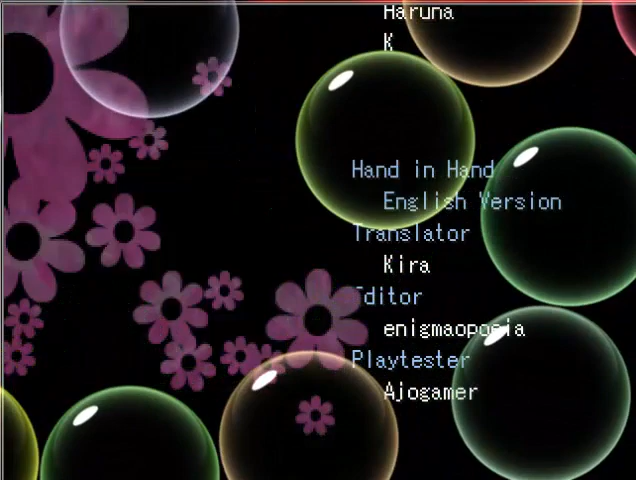 Haruna
K
Hand in Hand
English Version
Translator
Kira
Editor
enigmaopoeia
Playtester
Ajogamer